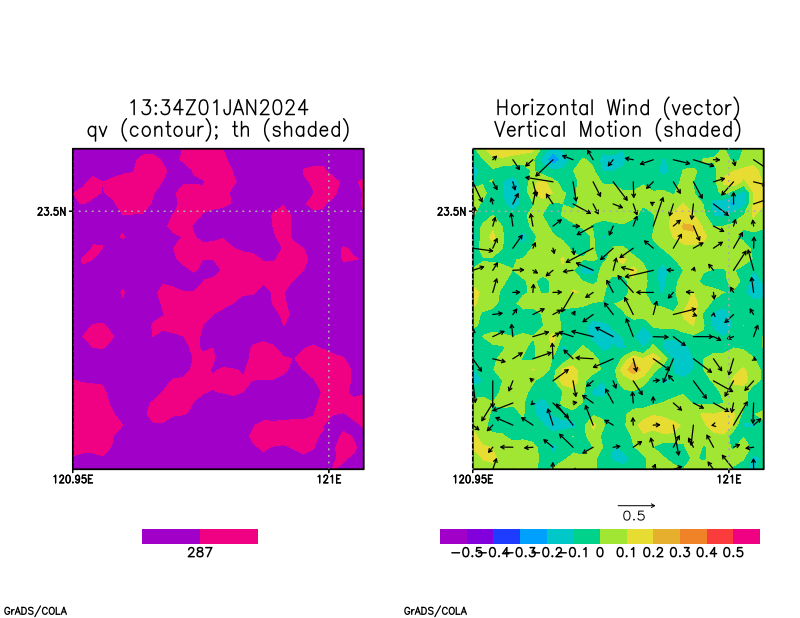 13:34Z01JAN2024
qv (contour); th (shaded)
23.5N
120.95E 121E
287
Horizontal Wind (vector)
Vertical Motion (shaded)
23.5N
120.95E 121E
0.5
-0.5 -0.4 -0.3 -0.2 -0.1 0 0.1 0.2 0.3 0.4 0.5
GrADS/COLA GrADS/COLA